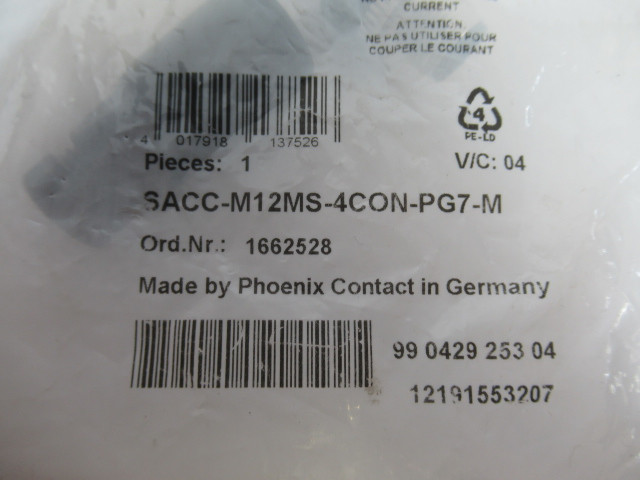 CURRENT
ATTENTION,
NE PAS UTILISER POUR
COUPER LE COURANT
4 017918 137526
4
PE-LD
Pieces: 1 V/C: 04
SACC-M12MS-4CON-PG7-M
Ord.Nr.: 1662528
Made by Phoenix Contact in Germany
99 0429 253 04
12191553207